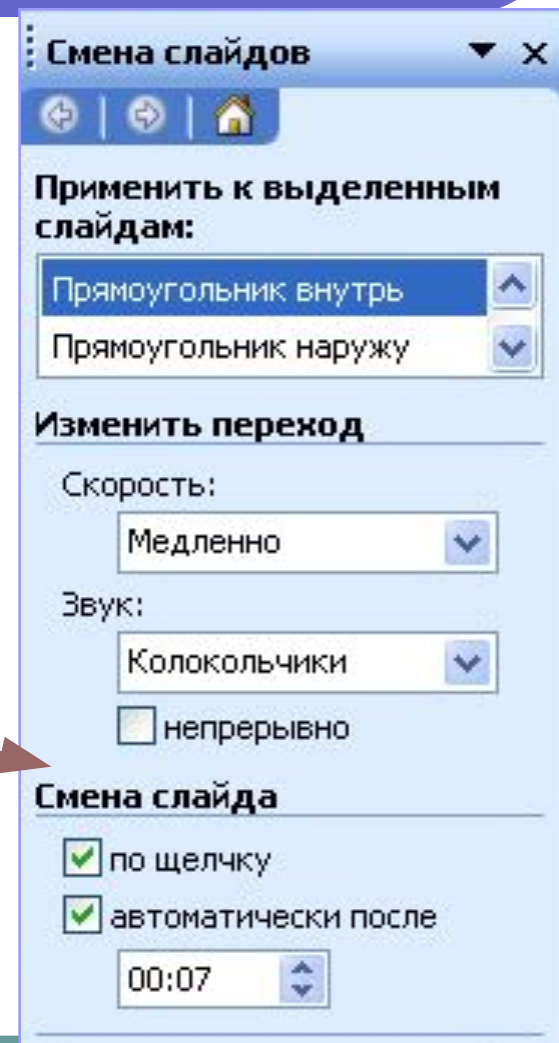 Смена слайдов
Применить к выделенным
слайдам:
Прямоугольник внутрь
Прямоугольник наружу
Изменить переход
Скорость:
Медленно
Звук:
Колокольчики
непрерывно
Смена слайда
по щелчку
автоматически после
00:07